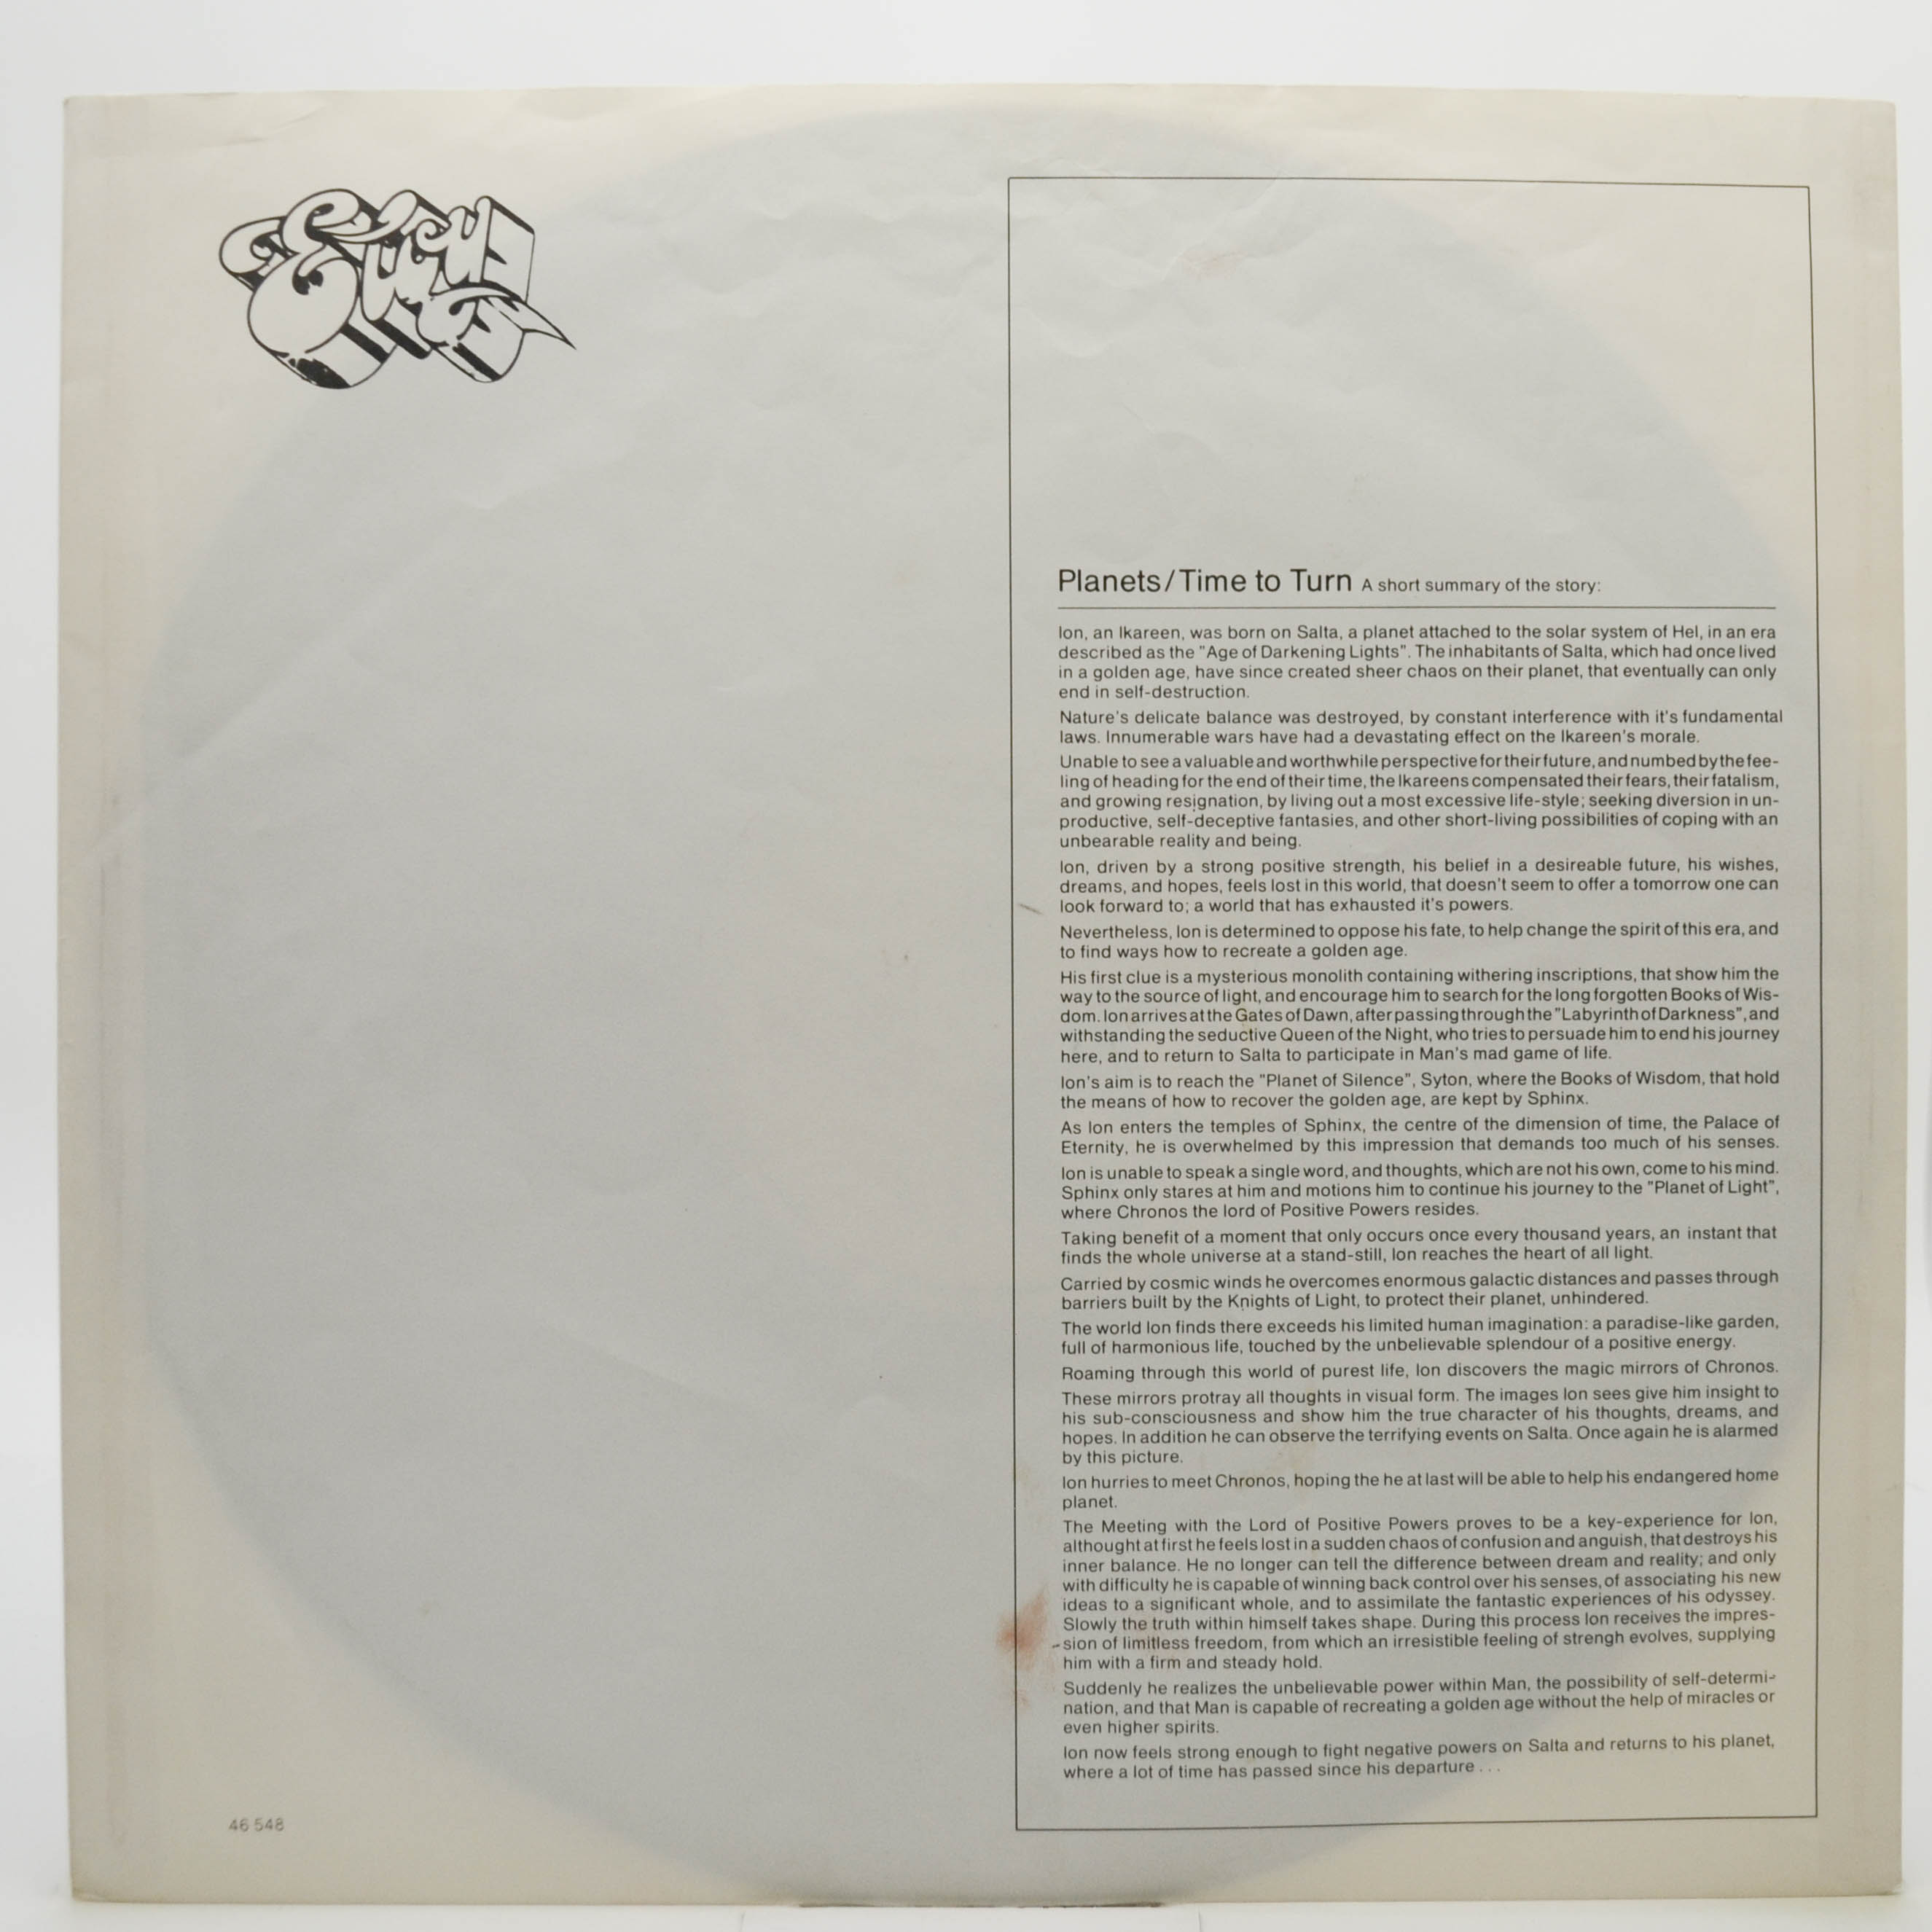 Eloy
Planets/Time to Turn A short summary of the story:
Ion, an Ikareen, was born on Salta, a planet attached to the solar system of Hel, in an era
described as the "Age of Darkening Lights". The inhabitants of Salta, which had once lived
in a golden age, have since created sheer chaos on their planet, that eventually can only
end in self-destruction.
Nature's delicate balance was destroyed, by constant interference with it's fundamental
laws. Innumerable wars have had a devastating effect on the Ikareen's morale.
Unable to see a valuable and worthwhile perspective for their future, and numbed by the fee-
ling of heading for the end of their time, the Ikareens compensated their fears, their fatalism,
and growing resignation, by living out a most excessive life-style; seeking diversion in un-
productive, self-deceptive fantasies, and other short-living possibilities of coping with an
unbearable reality and being.
Ion, driven by a strong positive strength, his belief in a desireable future, his wishes,
dreams, and hopes, feels lost in this world, that doesn't seem to offer a tomorrow one can
look forward to; a world that has exhausted it's powers.
Nevertheless, Ion is determined to oppose his fate, to help change the spirit of this era, and
to find ways how to recreate a golden age.
His first clue is a mysterious monolith containing withering inscriptions, that show him the
way to the source of light, and encourage him to search for the long forgotten Books of Wis-
dom. Ion arrives at the Gates of Dawn, after passing through the "Labyrinth of Darkness", and
withstanding the seductive Queen of the Night, who tries to persuade him to end his journey
here, and to return to Salta to participate in Man's mad game of life.
Ion's aim is to reach the "Planet of Silence", Syton, where the Books of Wisdom, that hold
the means of how to recover the golden age, are kept by Sphinx.
As Ion enters the temples of Sphinx, the centre of the dimension of time, the Palace of
Eternity, he is overwhelmed by this impression that demands too much of his senses.
Ion is unable to speak a single word, and thoughts, which are not his own, come to his mind.
Sphinx only stares at him and motions him to continue his journey to the "Planet of Light",
where Chronos the lord of Positive Powers resides.
Taking benefit of a moment that only occurs once every thousand years, an instant that
finds the whole universe at a stand-still, Ion reaches the heart of all light.
Carried by cosmic winds he overcomes enormous galactic distances and passes through
barriers built by the Knights of Light, to protect their planet, unhindered.
The world Ion finds there exceeds his limited human imagination: a paradise-like garden,
full of harmonious life, touched by the unbelievable splendour of a positive energy.
Roaming through this world of purest life, Ion discovers the magic mirrors of Chronos.
These mirrors protray all thoughts in visual form. The images Ion sees give him insight to
his sub-consciousness and show him the true character of his thoughts, dreams, and
hopes. In addition he can observe the terrifying events on Salta. Once again he is alarmed
by this picture.
Ion hurries to meet Chronos, hoping the he at last will be able to help his endangered home
planet.
The Meeting with the Lord of Positive Powers proves to be a key-experience for Ion,
althought at first he feels lost in a sudden chaos of confusion and anguish, that destroys his
inner balance. He no longer can tell the difference between dream and reality; and only
with difficulty he is capable of winning back control over his senses, of associating his new
ideas to a significant whole, and to assimilate the fantastic experiences of his odyssey.
Slowly the truth within himself takes shape. During this process Ion receives the impres-
sion of limitless freedom, from which an irresistible feeling of strengh evolves, supplying
him with a firm and steady hold.
Suddenly he realizes the unbelievable power within Man, the possibility of self-determi-
nation, and that Man is capable of recreating a golden age without the help of miracles or
even higher spirits.
Ion now feels strong enough to fight negative powers on Salta and returns to his planet,
where a lot of time has passed since his departure . . .
46 548